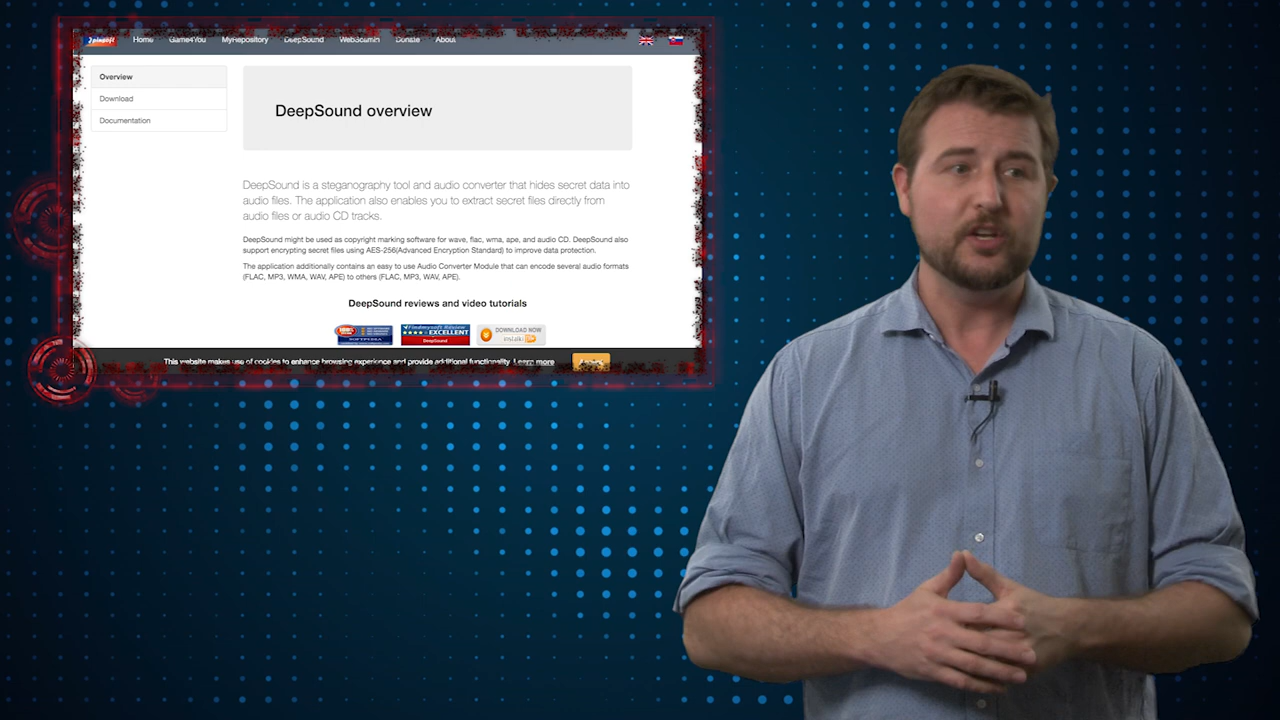 Jpinsoft Home Game4You MyRepository DeepSound Web3camin Donate About
Overview
Download
Documentation
DeepSound overview
DeepSound is a steganography tool and audio converter that hides secret data into
audio files. The application also enables you to extract secret files directly from
audio files or audio CD tracks.
DeepSound might be used as copyright marking software for wave, flac, wma, ape, and audio CD. DeepSound also
support encrypting secret files using AES-256(Advanced Encryption Standard) to improve data protection.
The application additionally contains an easy to use Audio Converter Module that can encode several audio formats
(FLAC, MP3, WMA, WAV, APE) to others (FLAC, MP3, WAV, APE).
DeepSound reviews and video tutorials
SOFTPEDIA
Findmysoft Review
EXCELLENT
DeepSound
DOWNLOAD NOW
This website makes use of cookies to enhance browsing experience and provide additional functionality. Learn more